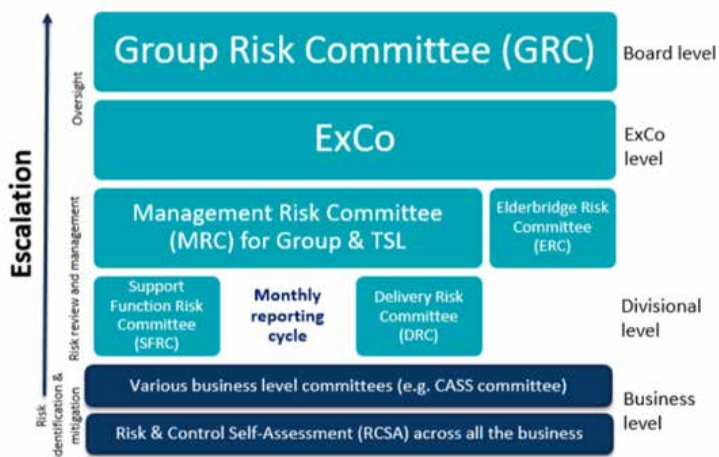 Group Risk Committee (GRC)
Board level
ExCo
ExCo
level
Management Risk Committee
(MRC) for Group & TSL
Elderbridge Risk
Committee
(ERC)
Support
Function Risk
Committee
(SFRC)
Monthly
reporting
cycle
Delivery Risk
Committee
(DRC)
Divisional
level
Various business level committees (e.g. CASS committee)
Risk & Control Self-Assessment (RCSA) across all the business
Business
level
Escalation
Oversight
Risk review and management
Risk
dentification &
mitigation